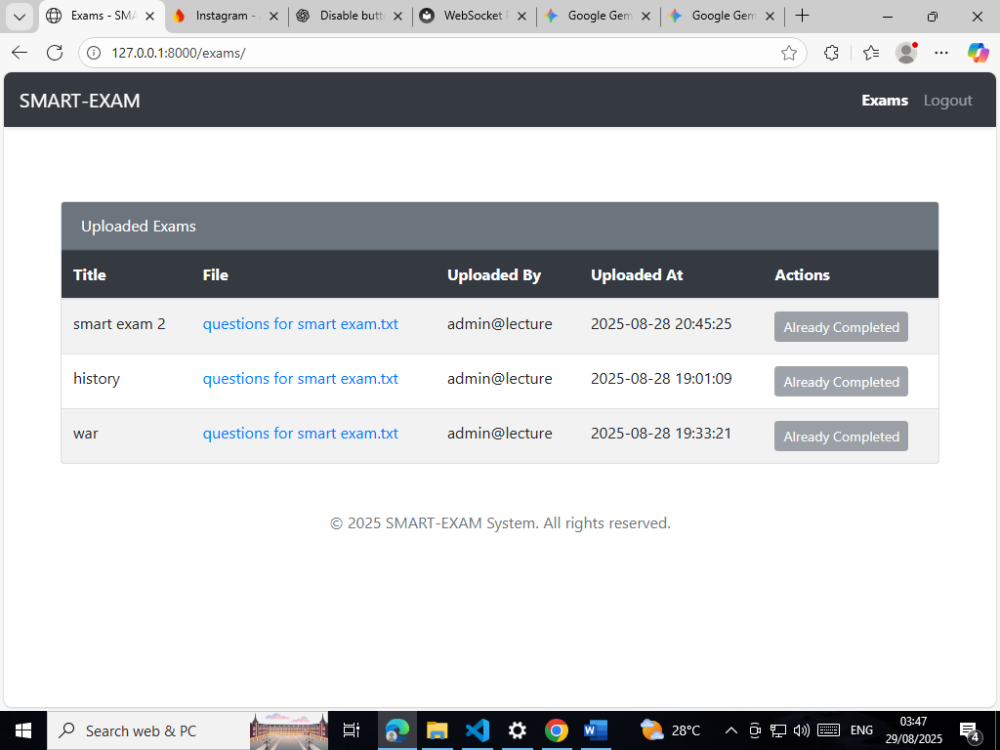 Exams - SMA
Instagram -
Disable butt
WebSocket
Google Gem
Google Gem
127.0.0.1:8000/exams/
SMART-EXAM
Exams
Logout
Uploaded Exams
Title File Uploaded By Uploaded At Actions
smart exam 2 questions for smart exam.txt admin@lecture 2025-08-28 20:45:25 Already Completed
history questions for smart exam.txt admin@lecture 2025-08-28 19:01:09 Already Completed
war questions for smart exam.txt admin@lecture 2025-08-28 19:33:21 Already Completed
© 2025 SMART-EXAM System. All rights reserved.
Search web & PC
28°C
ENG
03:47
29/08/2025
4